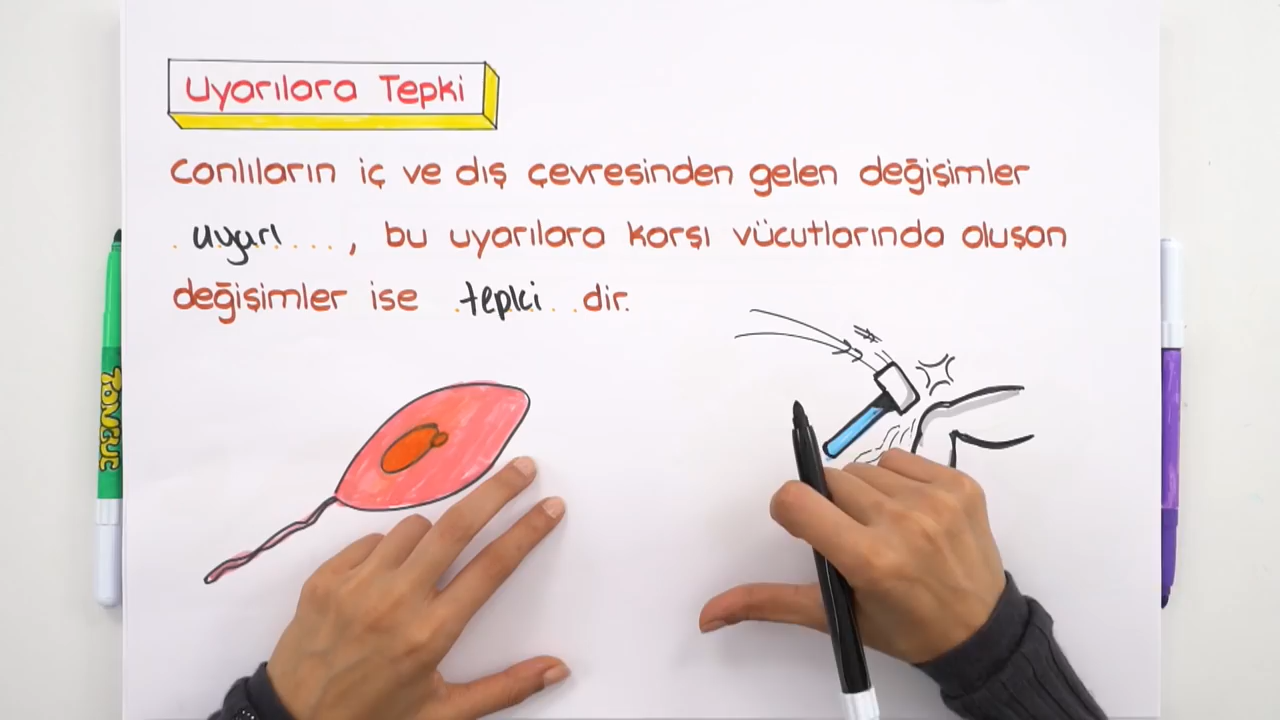 Uyarılara Tepki
Canlıların iç ve dış çevresinden gelen değişimler
uyarı...., bu uyarılara karşı vücutlarında oluşan
değişimler ise .tepki..dir.
TOMBUL